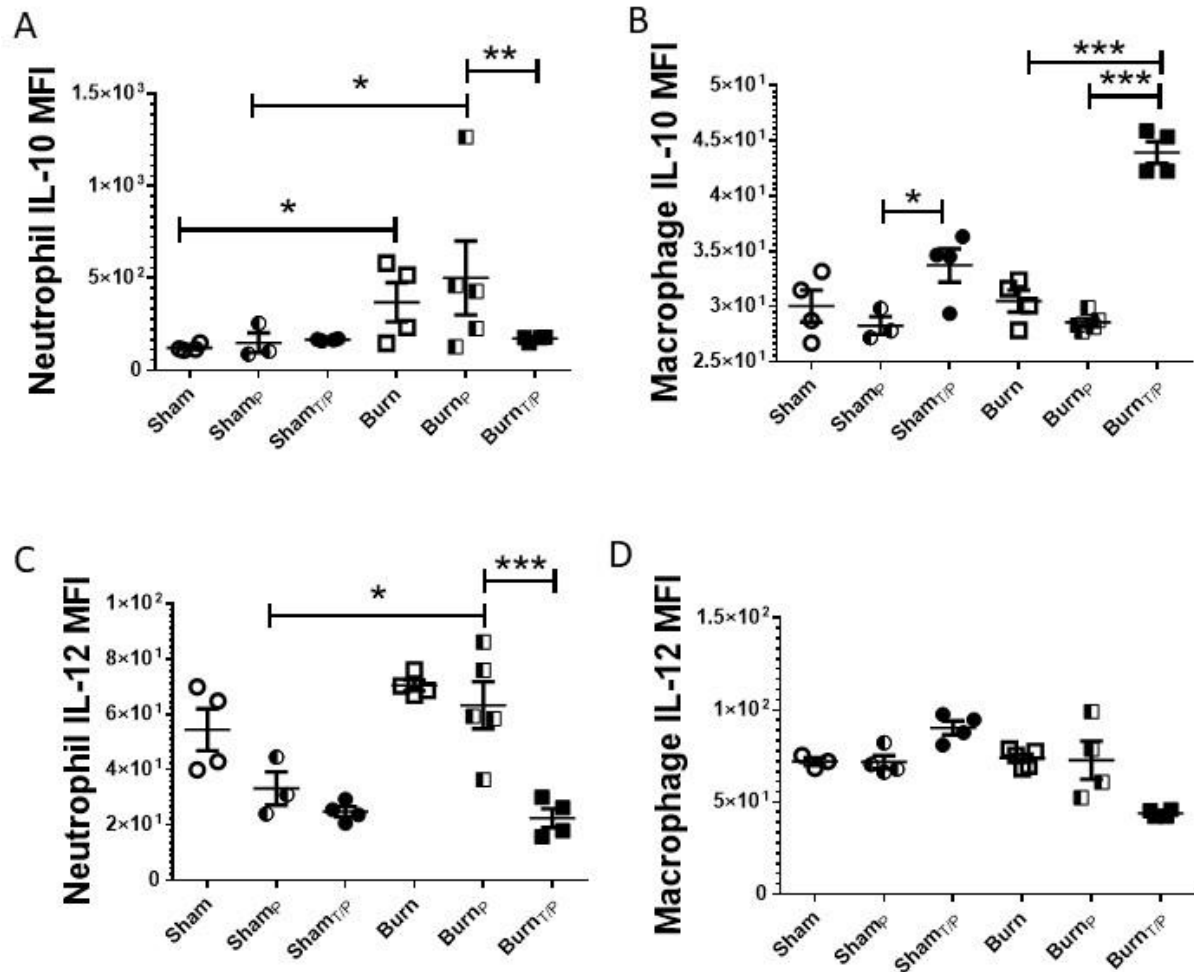 A
Neutrophil IL-10 MFI
1.5×10³
1×10³
5×10²
0
*
*
**
Sham
ShamP
ShamT/P
Burn
BurnP
BurnT/P
B
Macrophage IL-10 MFI
5×10¹
4.5×10¹
4×10¹
3.5×10¹
3×10¹
2.5×10¹
***
***
*
Sham
ShamP
ShamT/P
Burn
BurnP
BurnT/P
C
Neutrophil IL-12 MFI
1×10²
8×10¹
6×10¹
4×10¹
2×10¹
0
*
***
Sham
ShamP
ShamT/P
Burn
BurnP
BurnT/P
D
Macrophage IL-12 MFI
1.5×10²
1×10²
5×10¹
0
Sham
ShamP
ShamT/P
Burn
BurnP
BurnT/P